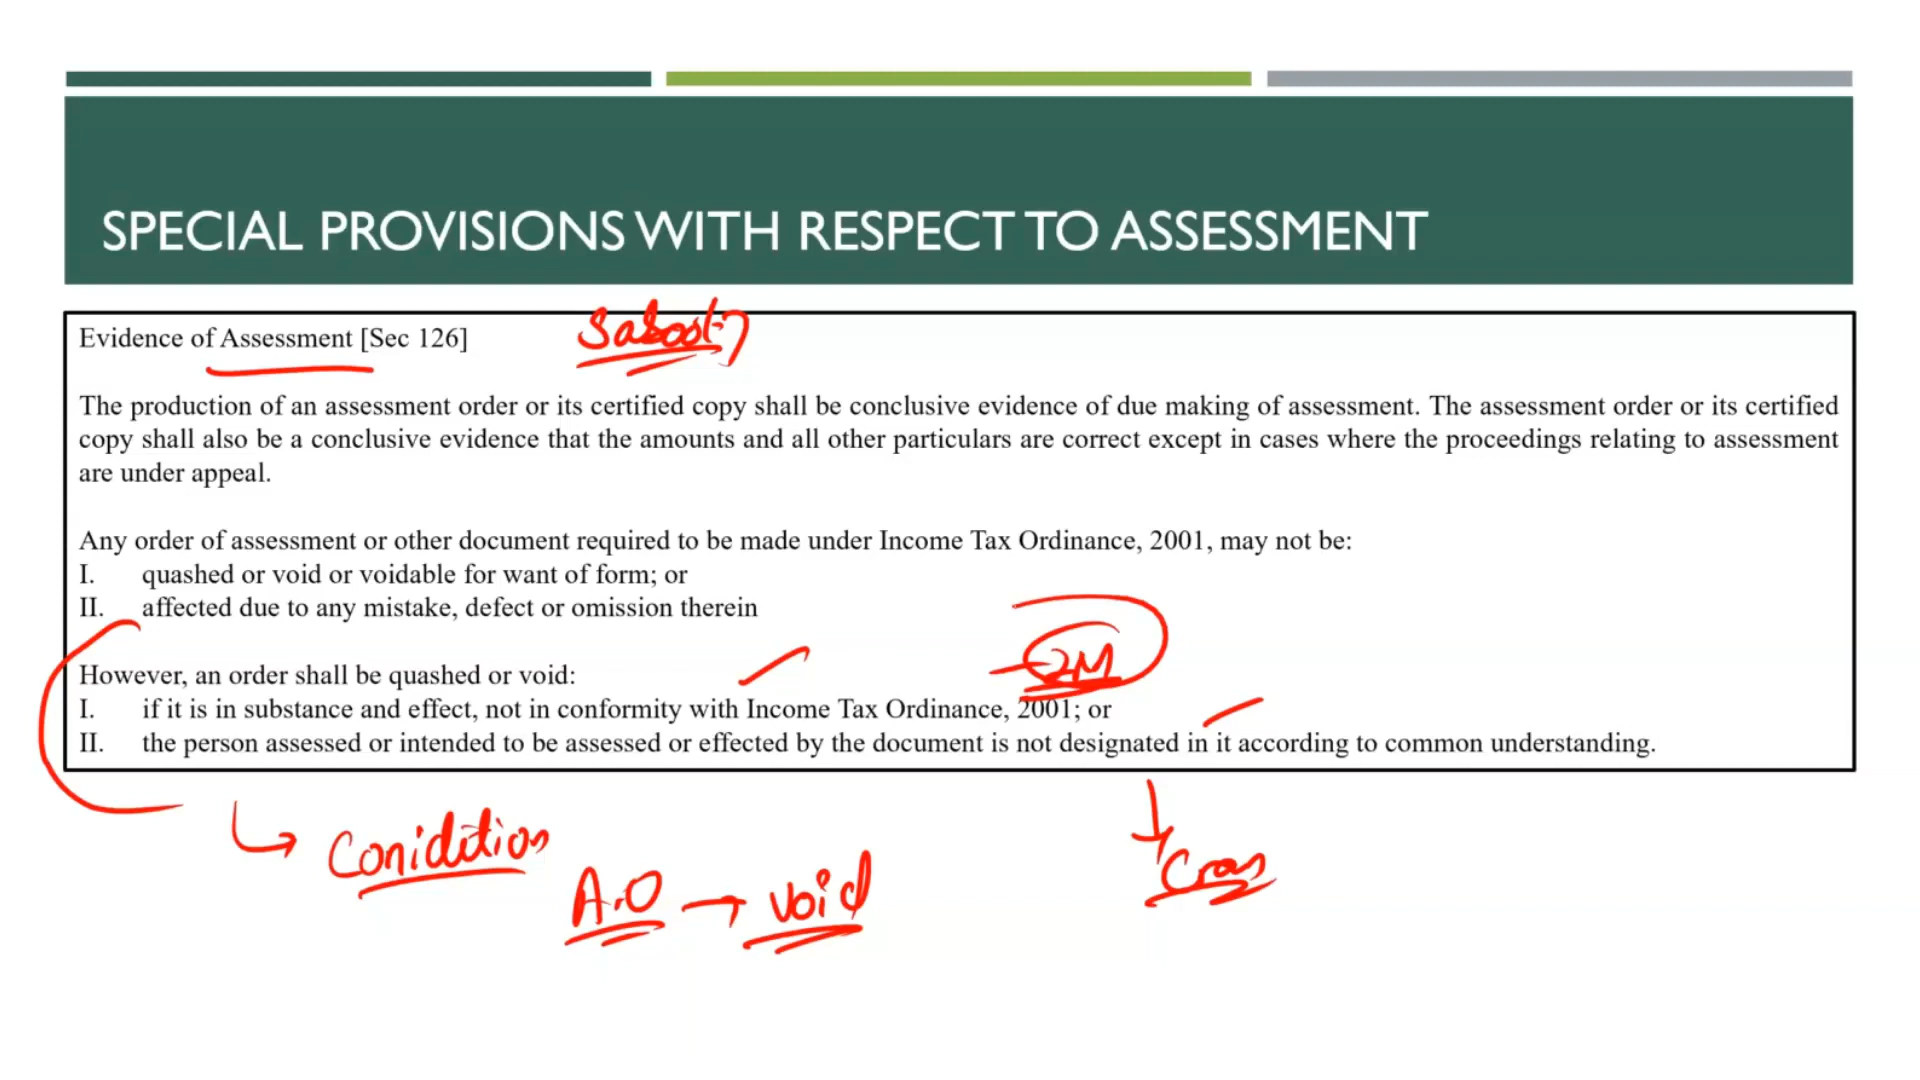 SPECIAL PROVISIONS WITH RESPECT TO ASSESSMENT
Evidence of Assessment [Sec 126]
The production of an assessment order or its certified copy shall be conclusive evidence of due making of assessment. The assessment order or its certified
copy shall also be a conclusive evidence that the amounts and all other particulars are correct except in cases where the proceedings relating to assessment
are under appeal.
Any order of assessment or other document required to be made under Income Tax Ordinance, 2001, may not be:
I. quashed or void or voidable for want of form; or
II. affected due to any mistake, defect or omission therein
2M
However, an order shall be quashed or void:
I. if it is in substance and effect, not in conformity with Income Tax Ordinance, 2001; or
II. the person assessed or intended to be assessed or effected by the document is not designated in it according to common understanding.
Conidition
A.O → void